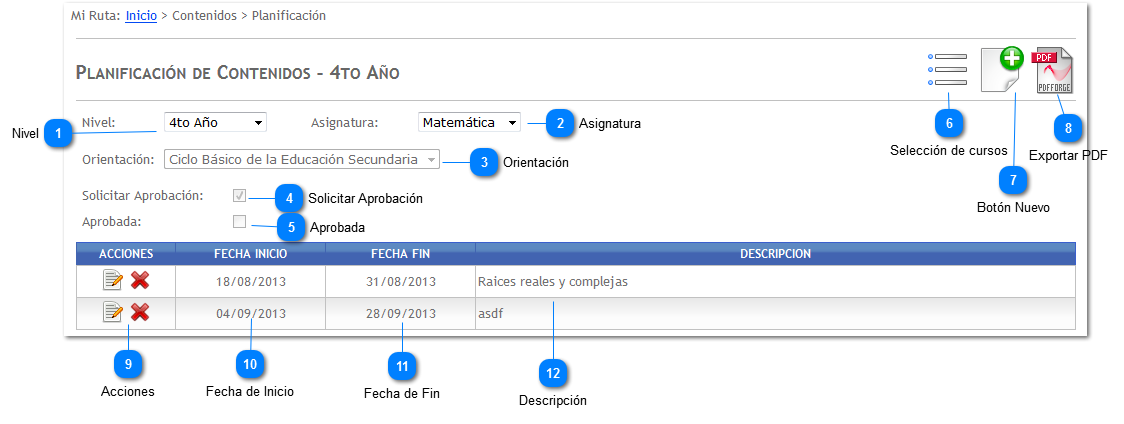 Mi Ruta: Inicio > Contenidos > Planificación
Planificación de Contenidos – 4to Año
PDF
PDFFORGE
Nivel 1 Nivel: 4to Año Asignatura: Matemática 2 Asignatura
6 Selección de cursos
7 Botón Nuevo
8 Exportar PDF
Orientación: Ciclo Básico de la Educación Secundaria 3 Orientación
Solicitar Aprobación: 4 Solicitar Aprobación
Aprobada: 5 Aprobada
ACCIONES FECHA INICIO FECHA FIN DESCRIPCION
18/08/2013 31/08/2013 Raices reales y complejas
04/09/2013 28/09/2013 asdf
9 Acciones
10 Fecha de Inicio
11 Fecha de Fin
12 Descripción